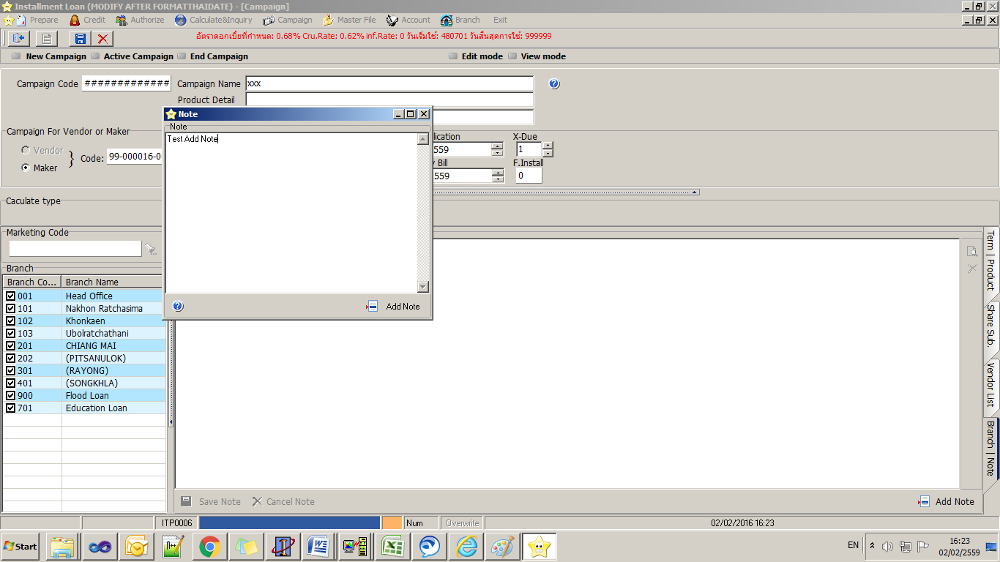 Installment Loan (MODIFY AFTER FORMATTHAIDATE) - [Campaign]
Prepare Credit Authorize Calculate&Inquiry Campaign Master File Account Branch Exit
อัตราดอกเบี้ยที่กำหนด: 0.68% Cru.Rate: 0.62% inf.Rate: 0 วันเริ่มใช้: 480701 วันสิ้นสุดการใช้: 999999
New Campaign Active Campaign End Campaign Edit mode View mode
Campaign Code ############# Campaign Name xxx
Product Detail
Note
Note
Test Add Note
Add Note
Campaign For Vendor or Maker
Vendor
Maker
} Code: 99-000016-0
lication X-Due
559 1
Bill F.Install
559 0
Caculate type
Marketing Code
Branch
Branch Co... Branch Name
001 Head Office
101 Nakhon Ratchasima
102 Khonkaen
103 Ubolratchathani
201 CHIANG MAI
202 (PITSANULOK)
301 (RAYONG)
401 (SONGKHLA)
900 Flood Loan
701 Education Loan
Term | Product
Share Sub.
Vendor List
Branch | Note
Save Note Cancel Note Add Note
ITP0006 Num Overwrite 02/02/2016 16:23
Start EN 16:23
02/02/2559